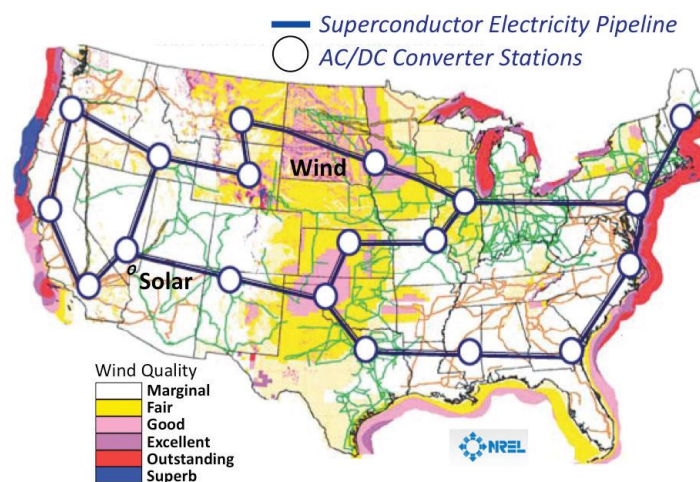 Superconductor Electricity Pipeline
AC/DC Converter Stations
Wind
Solar
Wind Quality
Marginal
Fair
Good
Excellent
Outstanding
Superb
NREL